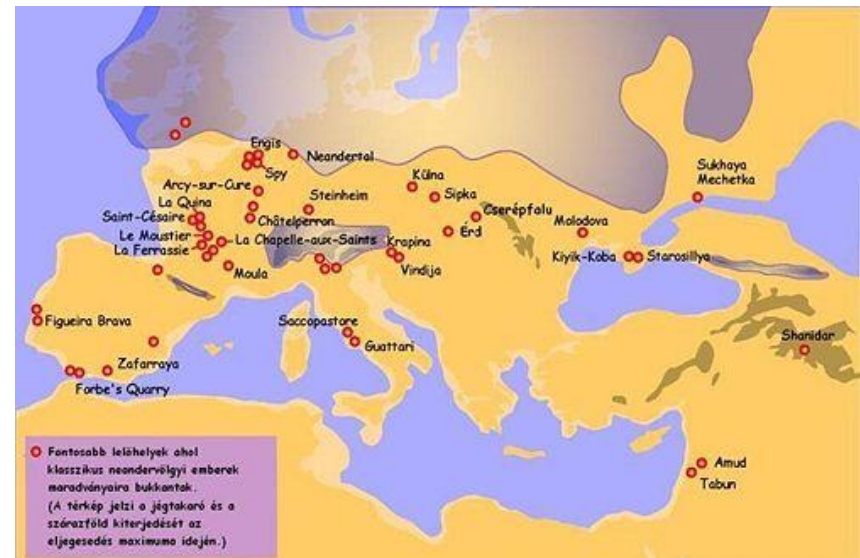 Engis
Neandertal
Spy
Arcy-sur-Cure
La Quina
Saint-Césaire
Le Moustier
La Ferrassie
Châtelperron
La Chapelle-aux-Saints
Moula
Steinheim
Külna
Sipka
Cserépfalu
Érd
Krapina
Vindija
Molodova
Kiyik-Koba
Starosillya
Sukhaya
Mechetka
Shanidar
Amud
Tabun
Saccopastore
Guattari
Figueira Brava
Zafarraya
Forbe's Quarry
Fontosabb lelőhelyek ahol
klasszikus neandervölgyi emberek
maradványaira bukkantak.
(A térkép jelzi a jégtakaró és a
szárazföld kiterjedését az
eljegesedés maximuma idején.)